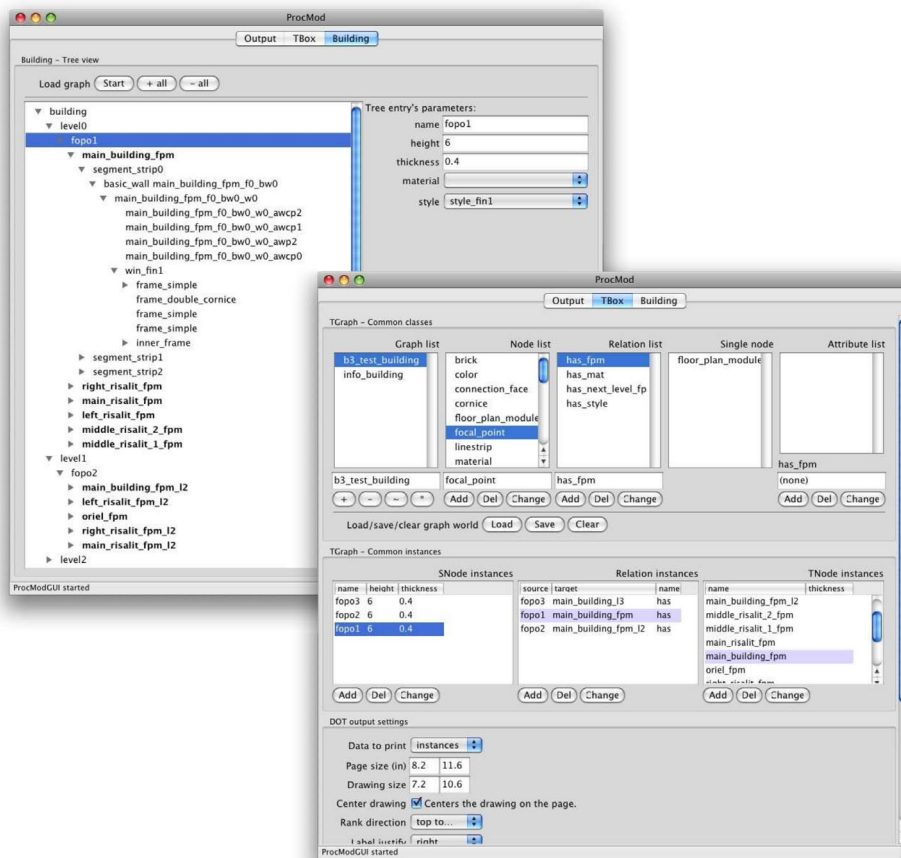 ProcMod
Output TBox Building
Building – Tree view
Load graph Start + all - all
building
level0
fopo1
main_building_fpm
segment_strip0
basic_wall main_building_fpm_f0_bw0
main_building_fpm_f0_bw0_w0
main_building_fpm_f0_bw0_w0_awcp2
main_building_fpm_f0_bw0_w0_awcp1
main_building_fpm_f0_bw0_w0_awp2
main_building_fpm_f0_bw0_w0_awcp0
win_fin1
frame_simple
frame_double_cornice
frame_simple
frame_simple
inner_frame
segment_strip1
segment_strip2
right_risalit_fpm
main_risalit_fpm
left_risalit_fpm
middle_risalit_2_fpm
middle_risalit_1_fpm
level1
fopo2
main_building_fpm_l2
left_risalit_fpm_l2
oriel_fpm
right_risalit_fpm_l2
main_risalit_fpm_l2
level2
ProcModGUI started
Tree entry's parameters:
name fopo1
height 6
thickness 0.4
material
style style_fin1
ProcMod
Output TBox Building
TGraph – Common classes
Graph list Node list Relation list Single node Attribute list
b3_test_building brick has_fpm floor_plan_module
info_building color has_mat
connection_face has_next_level_fp
cornice has_style
floor_plan_module
focal_point
linestrip
material
has_fpm
b3_test_building focal_point has_fpm (none)
+ - ~ * Add Del Change Add Del Change Add Del Change
Load/save/clear graph world Load Save Clear
TGraph – Common instances
SNode instances Relation instances TNode instances
name height thickness source target name name thickness
fopo3 6 0.4 fopo3 main_building_l3 has main_building_fpm_l2
fopo2 6 0.4 fopo1 main_building_fpm has middle_risalit_2_fpm
fopo1 6 0.4 fopo2 main_building_fpm_l2 has middle_risalit_1_fpm
main_risalit_fpm
main_building_fpm
oriel_fpm
right_risalit_fpm
Add Del Change Add Del Change Add Del Change
DOT output settings
Data to print instances
Page size (in) 8.2 11.6
Drawing size 7.2 10.6
Center drawing Centers the drawing on the page.
Rank direction top to...
Label justify right
ProcModGUI started